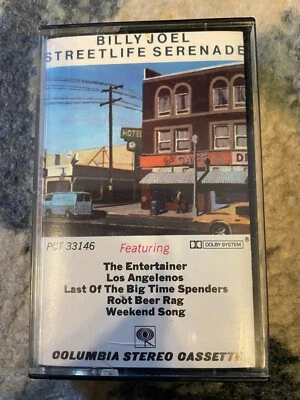 BILLY JOEL
STREETLIFE SERENADE
HOTEL
CAFE
PCT 33146
Featuring
DOLBY SYSTEM
The Entertainer
Los Angelenos
Last Of The Big Time Spenders
Root Beer Rag
Weekend Song
COLUMBIA STEREO CASSETTE